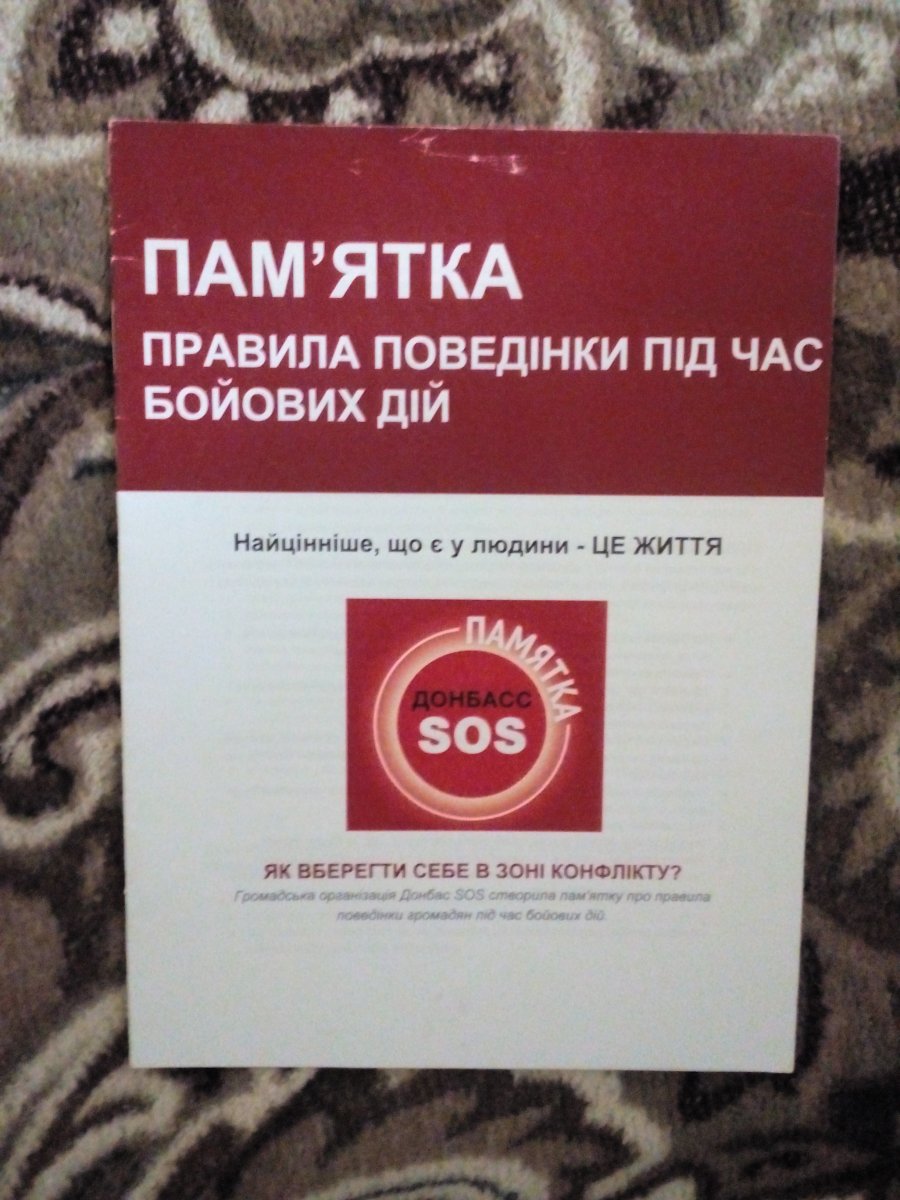 ПАМ’ЯТКА
ПРАВИЛА ПОВЕДІНКИ ПІД ЧАС
БОЙОВИХ ДІЙ
Найцінніше, що є у людини - ЦЕ ЖИТТЯ
ПАМЯТКА
ДОНБАСС
SOS
ЯК ВБЕРЕГТИ СЕБЕ В ЗОНІ КОНФЛІКТУ?
Громадська організація Донбас SOS створила пам'ятку про правила
поведінки громадян під час бойових дій.